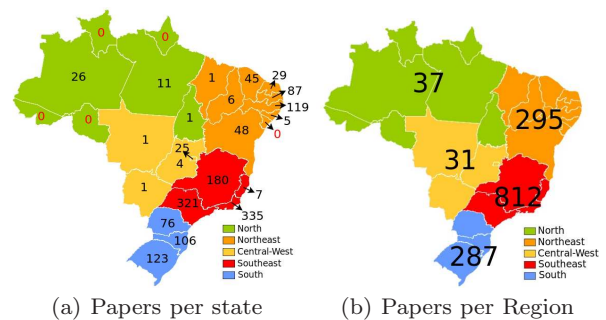 0
0
26
11
1
45
29
87
6
119
5
0
0
1
48
0
1
25
4
1
180
7
321
335
76
106
123
North
Northeast
Central-West
Southeast
South
(a) Papers per state
37
295
31
812
287
North
Northeast
Central-West
Southeast
South
(b) Papers per Region